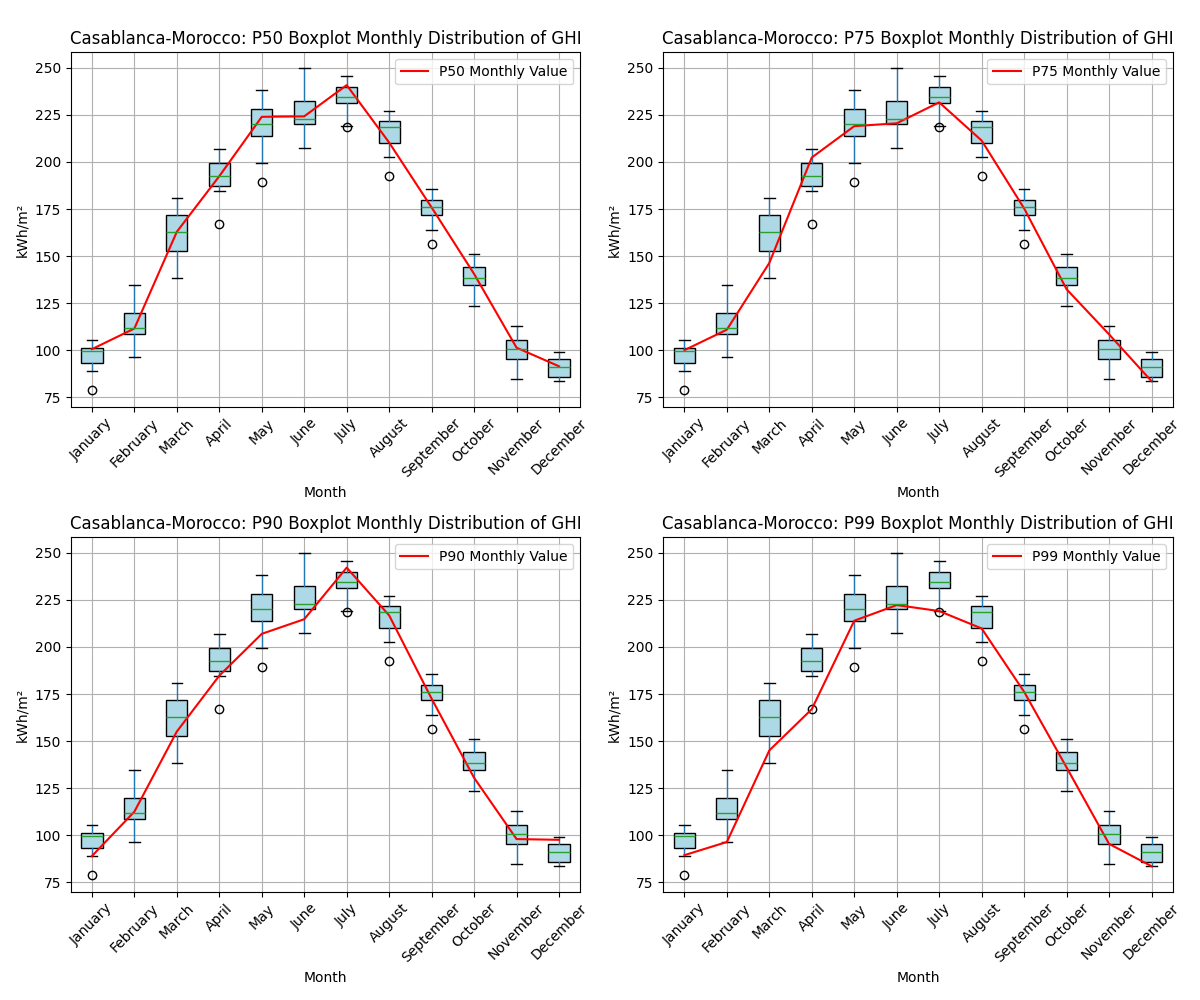 Casablanca-Morocco: P50 Boxplot Monthly Distribution of GHI
P50 Monthly Value
250
225
200
175
150
125
100
75
kWh/m²
January
February
March
April
May
June
July
August
September
October
November
December
Month
Casablanca-Morocco: P75 Boxplot Monthly Distribution of GHI
P75 Monthly Value
250
225
200
175
150
125
100
75
kWh/m²
January
February
March
April
May
June
July
August
September
October
November
December
Month
Casablanca-Morocco: P90 Boxplot Monthly Distribution of GHI
P90 Monthly Value
250
225
200
175
150
125
100
75
kWh/m²
January
February
March
April
May
June
July
August
September
October
November
December
Month
Casablanca-Morocco: P99 Boxplot Monthly Distribution of GHI
P99 Monthly Value
250
225
200
175
150
125
100
75
kWh/m²
January
February
March
April
May
June
July
August
September
October
November
December
Month